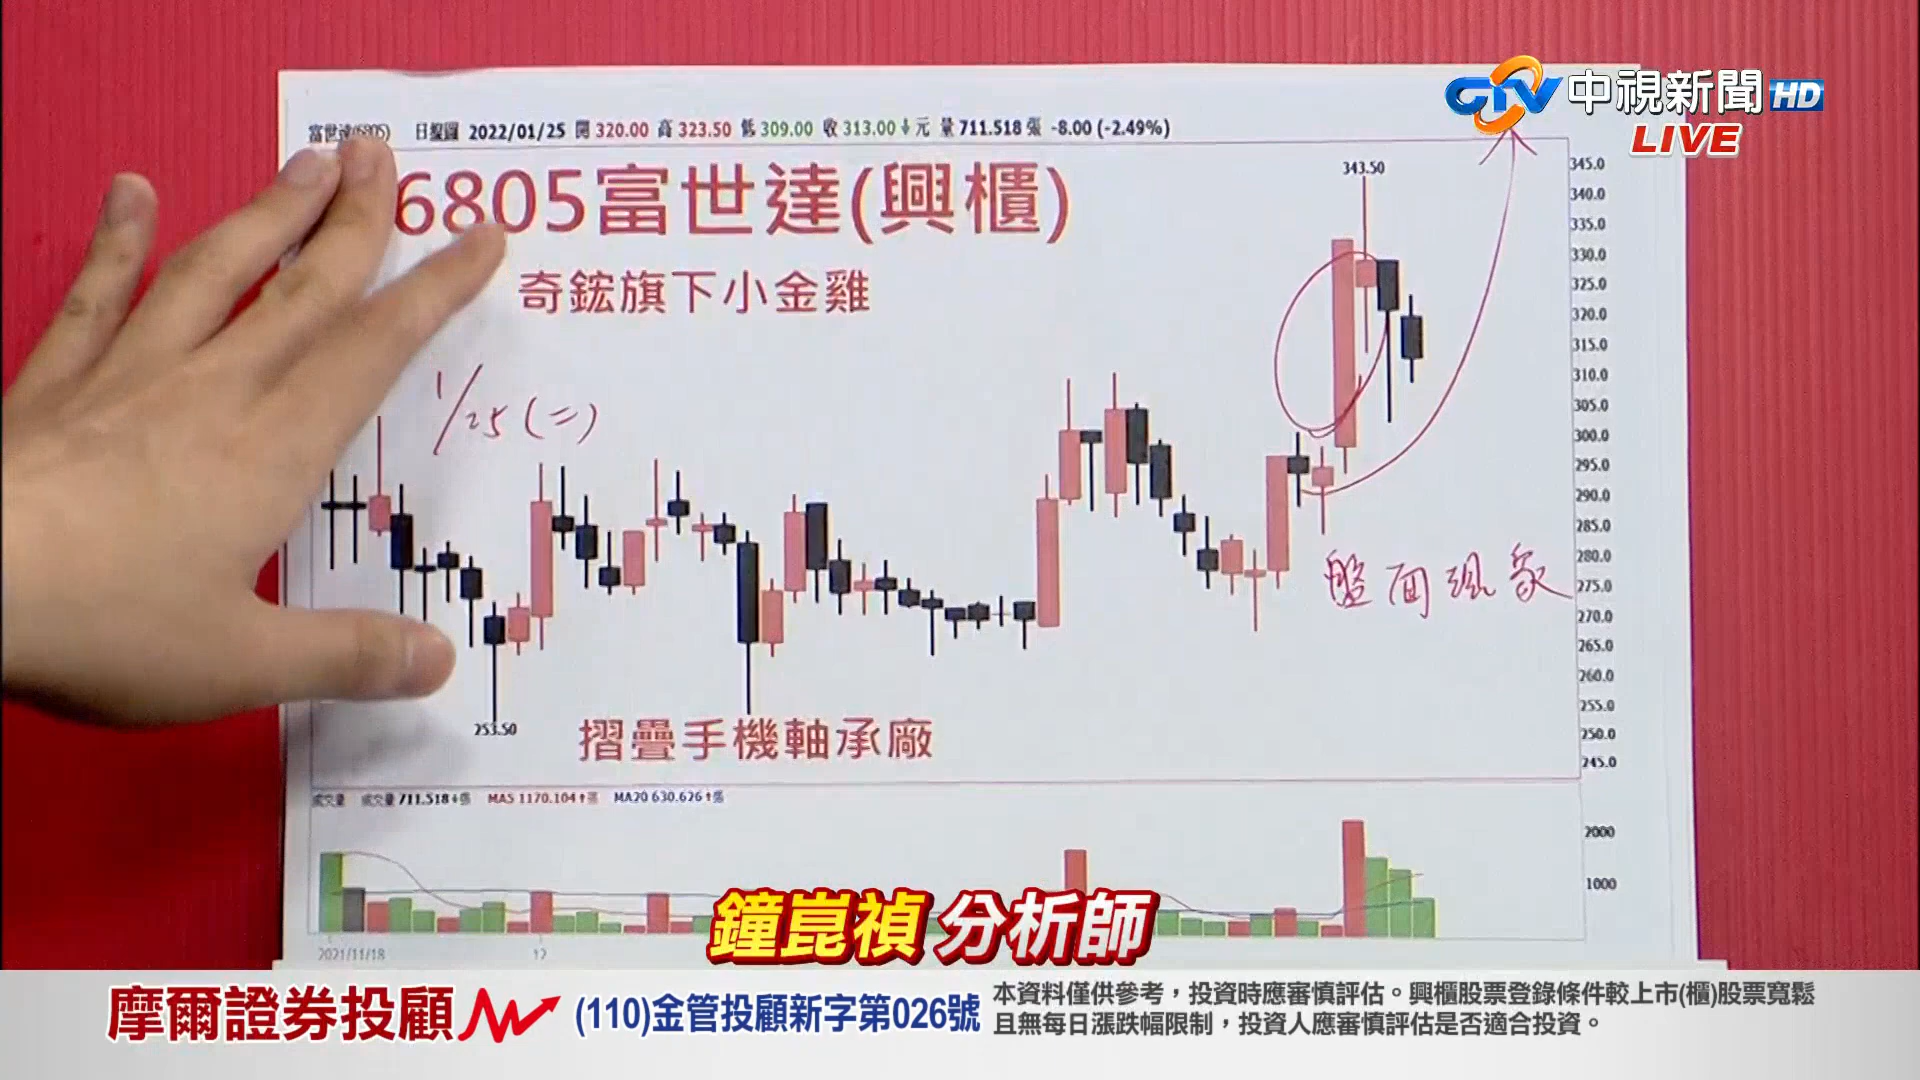 CTV 中視新聞 HD
LIVE
富世達(6805) 日線圖 2022/01/25 開 320.00 高 323.50 低 309.00 收 313.00↓元 量 711.518 張 -8.00 (-2.49%)
6805富世達(興櫃)
奇鋐旗下小金雞
1/25 (二)
343.50
345.0
340.0
335.0
330.0
325.0
320.0
315.0
310.0
305.0
300.0
295.0
290.0
285.0
280.0
275.0
270.0
265.0
260.0
255.0
250.0
245.0
盤面現象
253.50
摺疊手機軸承廠
成交量 成交量 711.518↓張 MA5 1170.104↑張 MA20 630.626↑張
2000
1000
2021/11/18
12
鐘崑禎 分析師
摩爾證券投顧
(110)金管投顧新字第026號
本資料僅供參考，投資時應審慎評估。興櫃股票登錄條件較上市(櫃)股票寬鬆
且無每日漲跌幅限制，投資人應審慎評估是否適合投資。